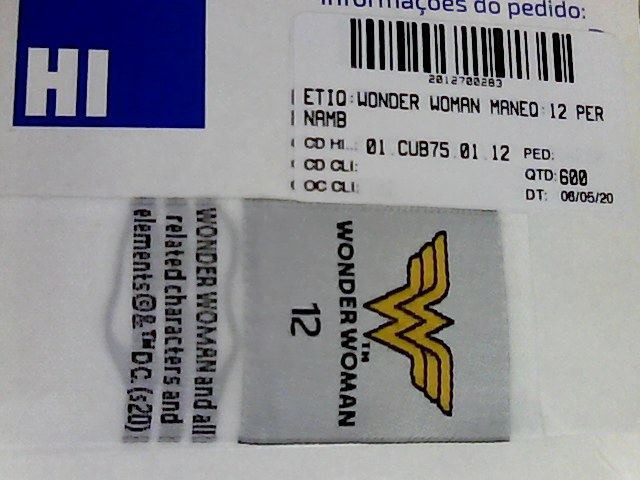 HI
Informações do pedido:
2012700283
ETIQ:WONDER WOMAN MANEQ:12 PER
NAMB
CD HI... 01.CUB75.01.12 PED:
CD CLI: QTD:600
OC CLI: DT: 06/05/20
WONDER WOMAN and all
related characters and
elements©&™DC. (s20)
WONDER WOMAN
™
12